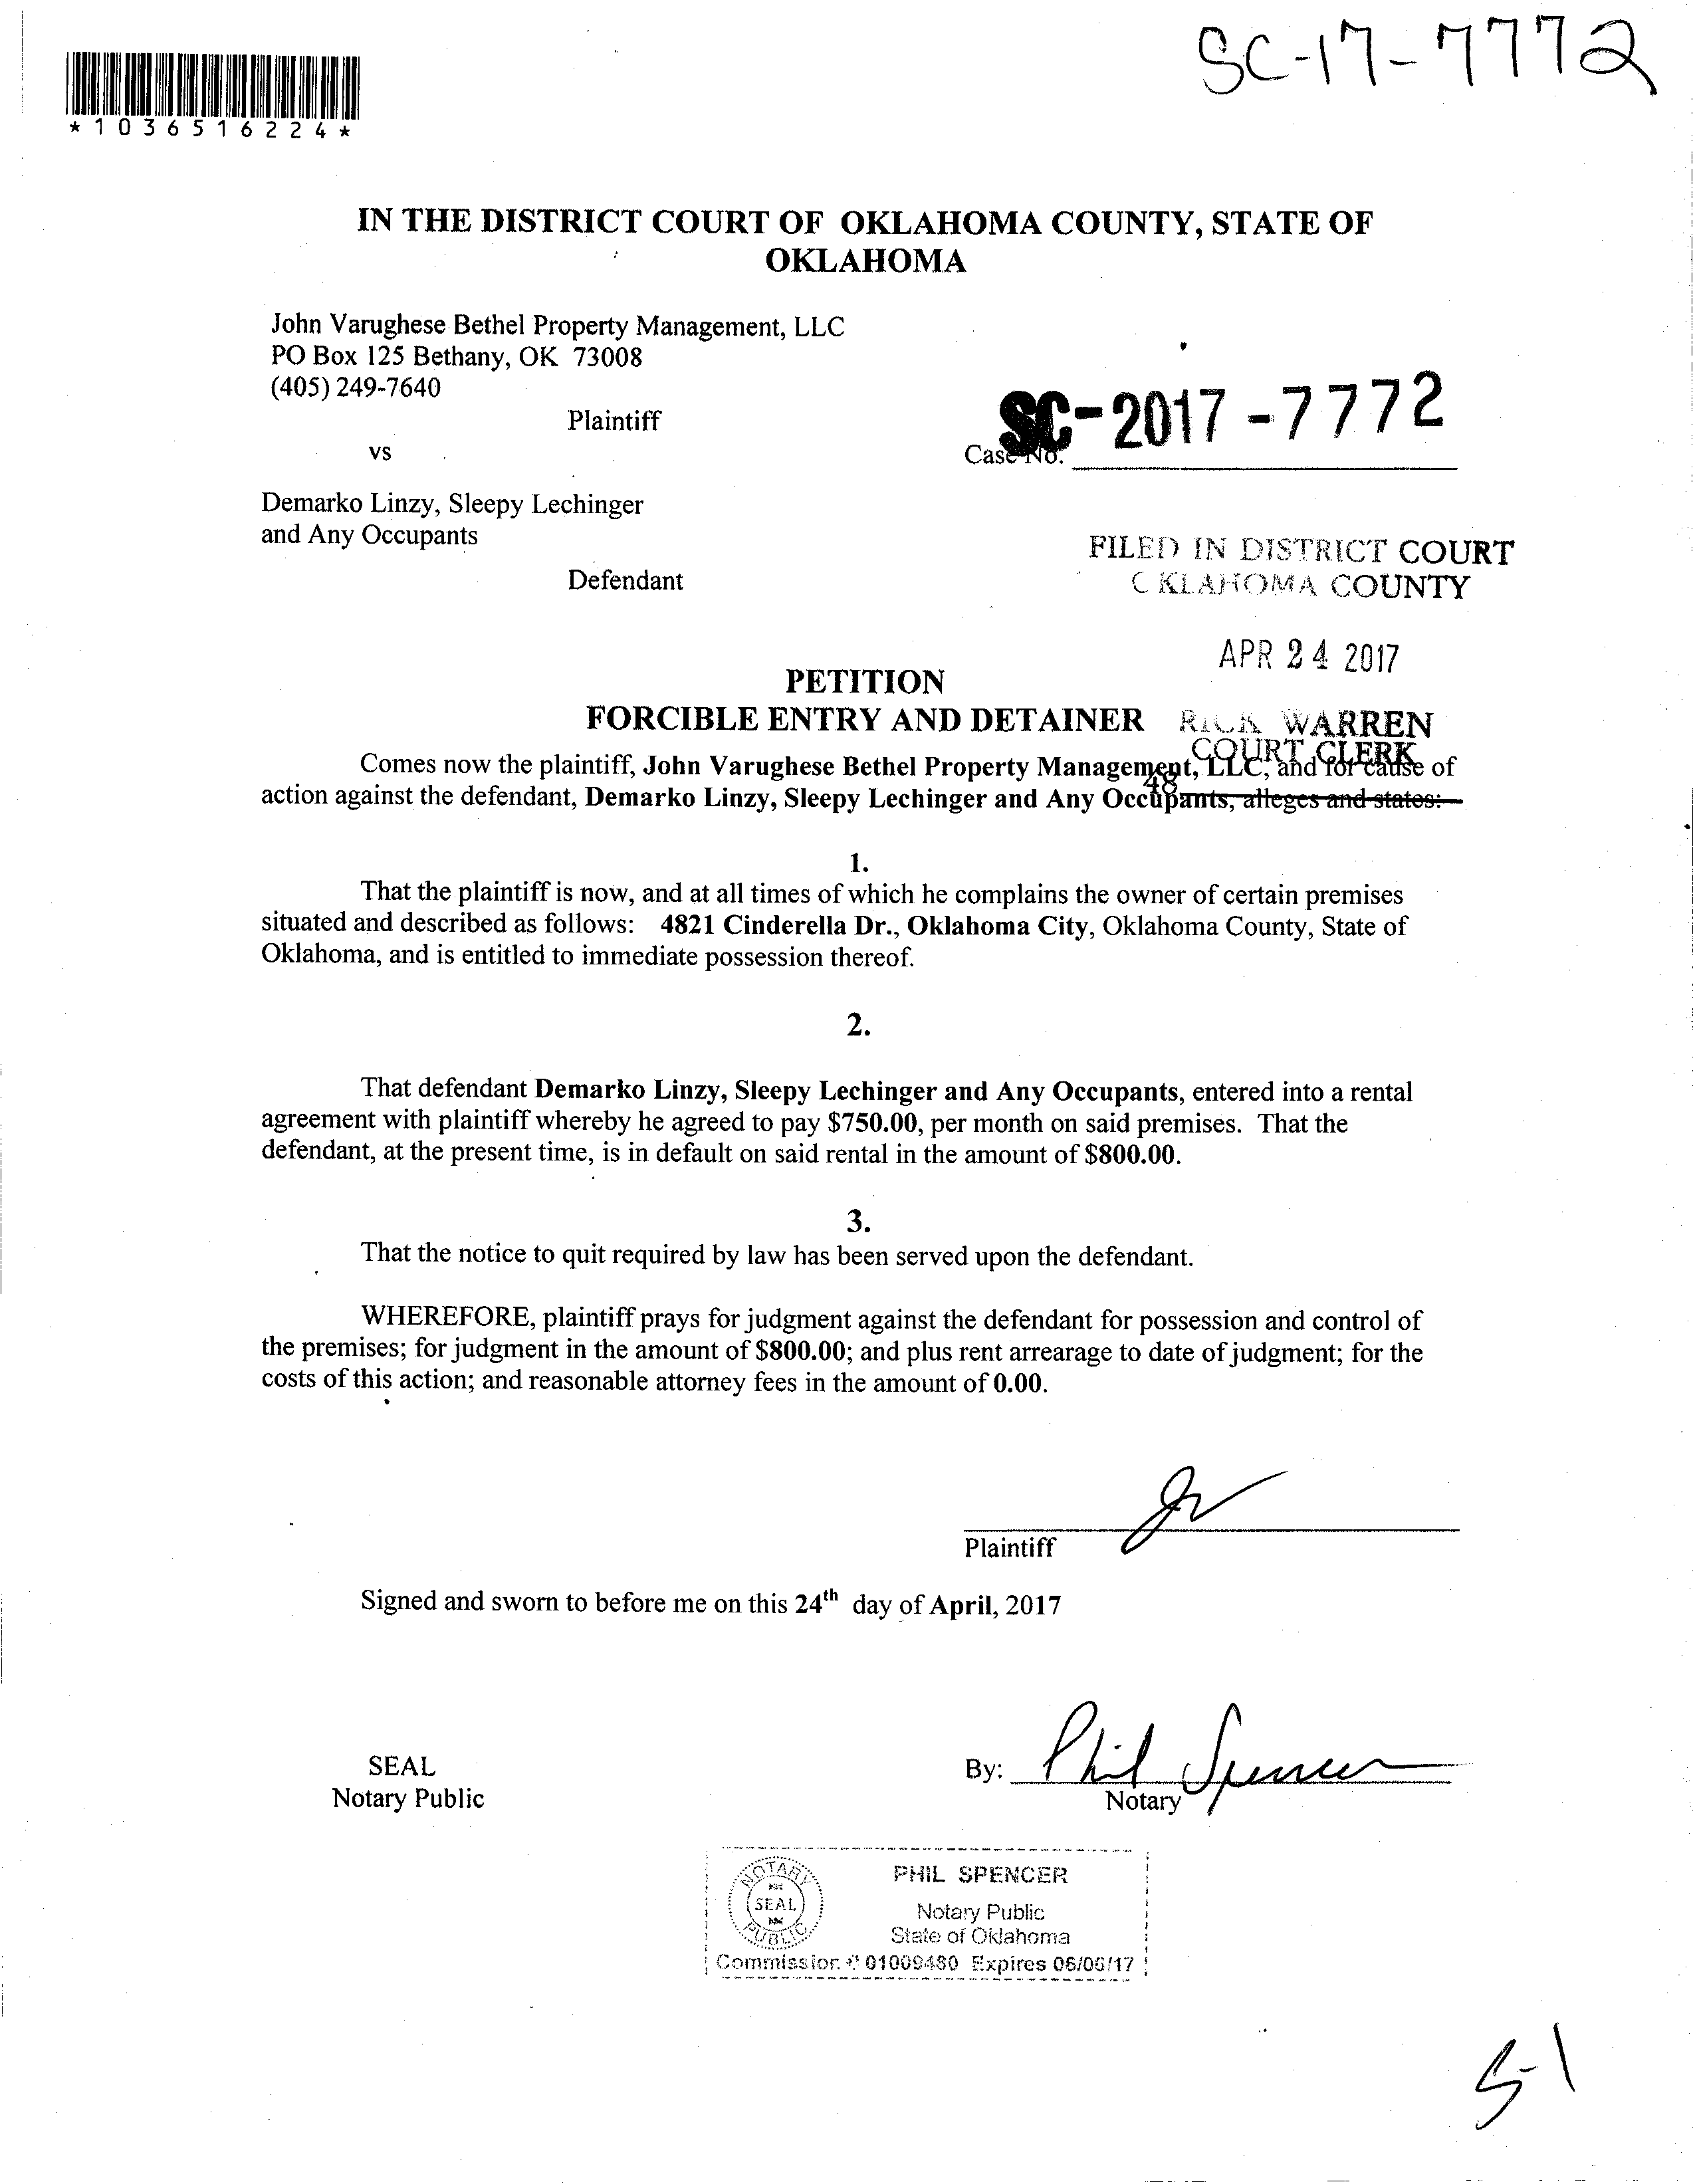 SC-17-7772
*1036516224*
IN THE DISTRICT COURT OF OKLAHOMA COUNTY, STATE OF
OKLAHOMA
John Varughese Bethel Property Management, LLC
PO Box 125 Bethany, OK 73008
(405) 249-7640
Plaintiff
SC-2017-7772
vs
Case No.
Demarko Linzy, Sleepy Lechinger
and Any Occupants
FILED IN DISTRICT COURT
Defendant
OKLAHOMA COUNTY
APR 24 2017
PETITION
FORCIBLE ENTRY AND DETAINER
RICK WARREN
COURT CLERK
Comes now the plaintiff, John Varughese Bethel Property Management, LLC, and for cause of
48
action against the defendant, Demarko Linzy, Sleepy Lechinger and Any Occupants, alleges and states:
1.
That the plaintiff is now, and at all times of which he complains the owner of certain premises
situated and described as follows: 4821 Cinderella Dr., Oklahoma City, Oklahoma County, State of
Oklahoma, and is entitled to immediate possession thereof.
2.
That defendant Demarko Linzy, Sleepy Lechinger and Any Occupants, entered into a rental
agreement with plaintiff whereby he agreed to pay $750.00, per month on said premises. That the
defendant, at the present time, is in default on said rental in the amount of $800.00.
3.
That the notice to quit required by law has been served upon the defendant.
WHEREFORE, plaintiff prays for judgment against the defendant for possession and control of
the premises; for judgment in the amount of $800.00; and plus rent arrearage to date of judgment; for the
costs of this action; and reasonable attorney fees in the amount of 0.00.
Plaintiff
Signed and sworn to before me on this 24th day of April, 2017
SEAL
Notary Public
By: Phil Spencer
Notary
NOTARY
SEAL
PUBLIC
PHIL SPENCER
Notary Public
State of Oklahoma
Commission # 01009480 Expires 06/06/17
5-1